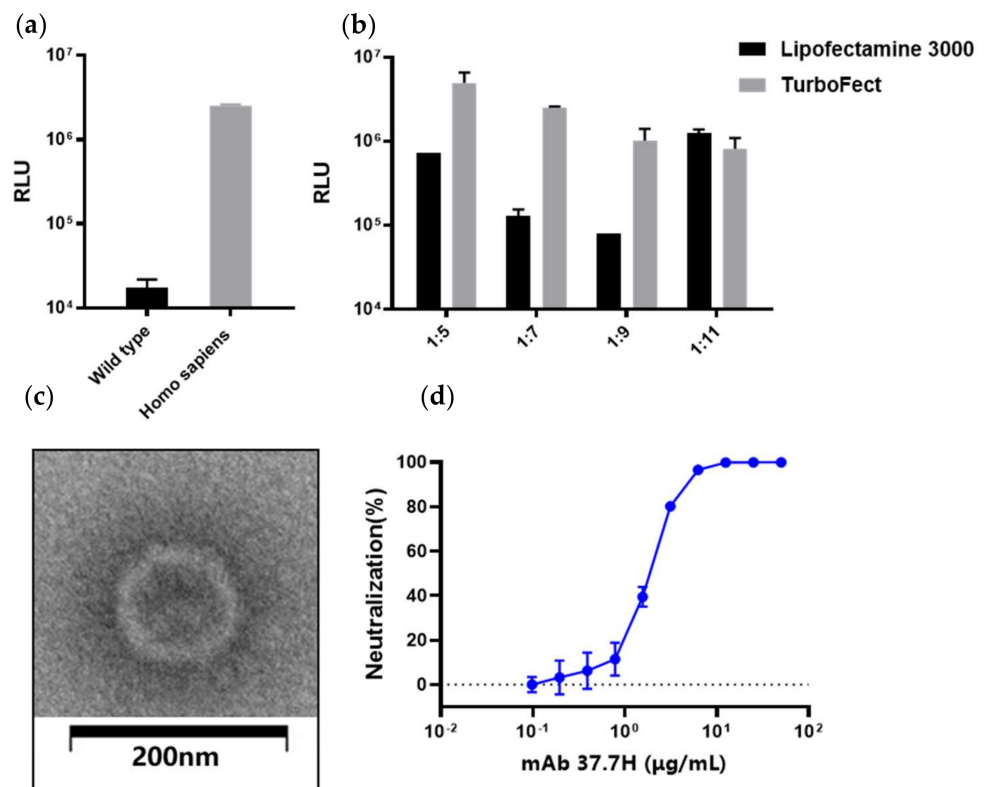 (a)
10⁷
10⁶
10⁵
10⁴
RLU
Wild type
Homo sapiens
(b)
10⁷
10⁶
10⁵
10⁴
RLU
1:5
1:7
1:9
1:11
Lipofectamine 3000
TurboFect
(c)
200nm
(d)
100
80
60
40
20
0
Neutralization(%)
10⁻²
10⁻¹
10⁰
10¹
10²
mAb 37.7H (μg/mL)